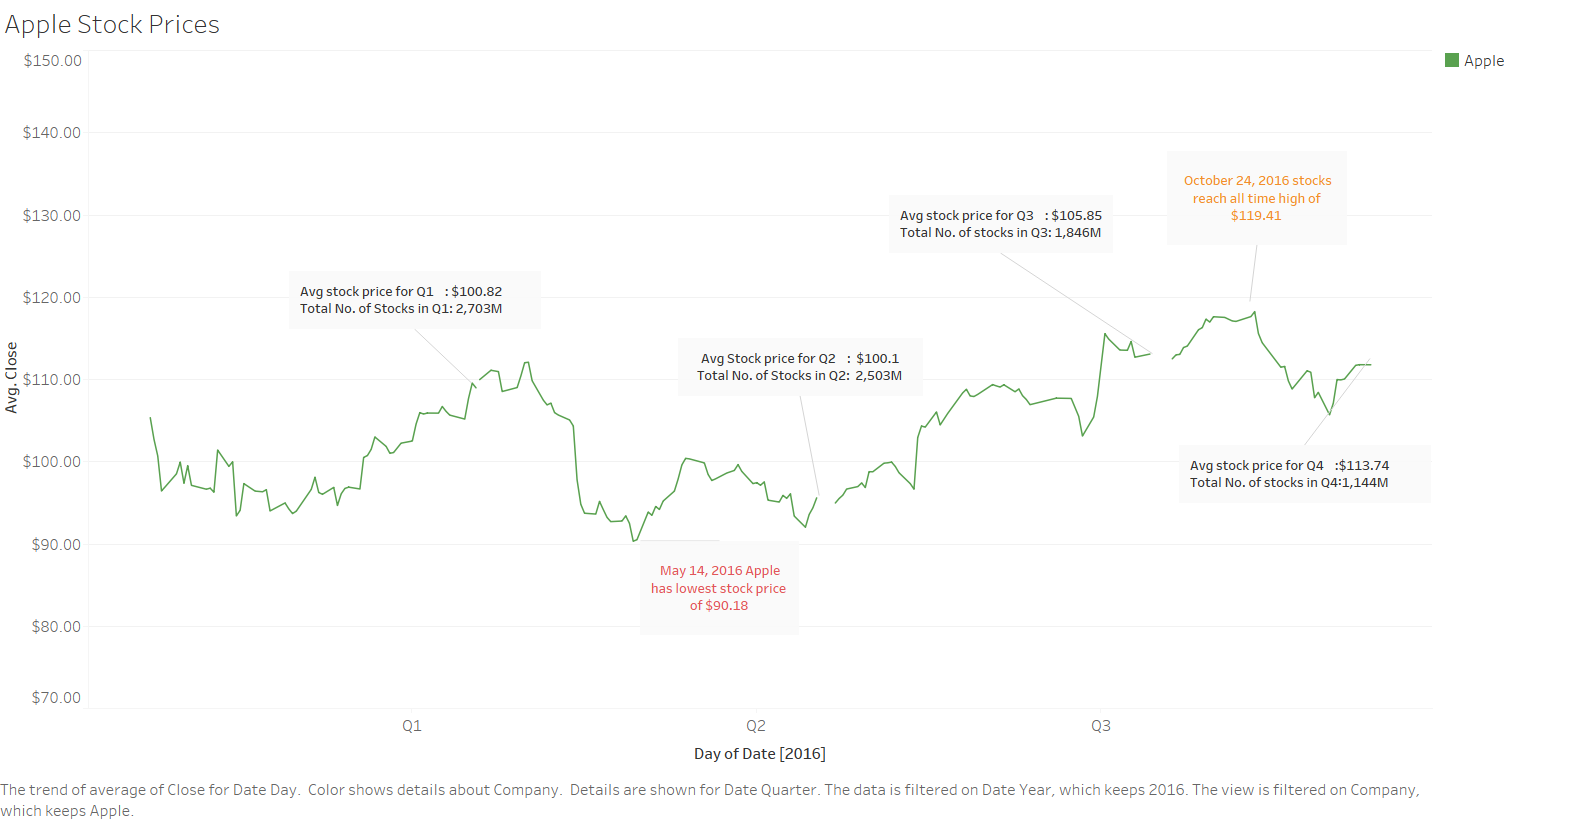 Apple Stock Prices
$150.00
Apple
$140.00
October 24, 2016 stocks
reach all time high of
$119.41
$130.00
Avg stock price for Q3 : $105.85
Total No. of stocks in Q3: 1,846M
$120.00
Avg stock price for Q1 : $100.82
Total No. of Stocks in Q1: 2,703M
Avg Stock price for Q2 : $100.1
Total No. of Stocks in Q2: 2,503M
Avg. Close
$110.00
$100.00
Avg stock price for Q4 :$113.74
Total No. of stocks in Q4:1,144M
$90.00
May 14, 2016 Apple
has lowest stock price
of $90.18
$80.00
$70.00
Q1
Q2
Q3
Day of Date [2016]
The trend of average of Close for Date Day.  Color shows details about Company.  Details are shown for Date Quarter. The data is filtered on Date Year, which keeps 2016. The view is filtered on Company,
which keeps Apple.